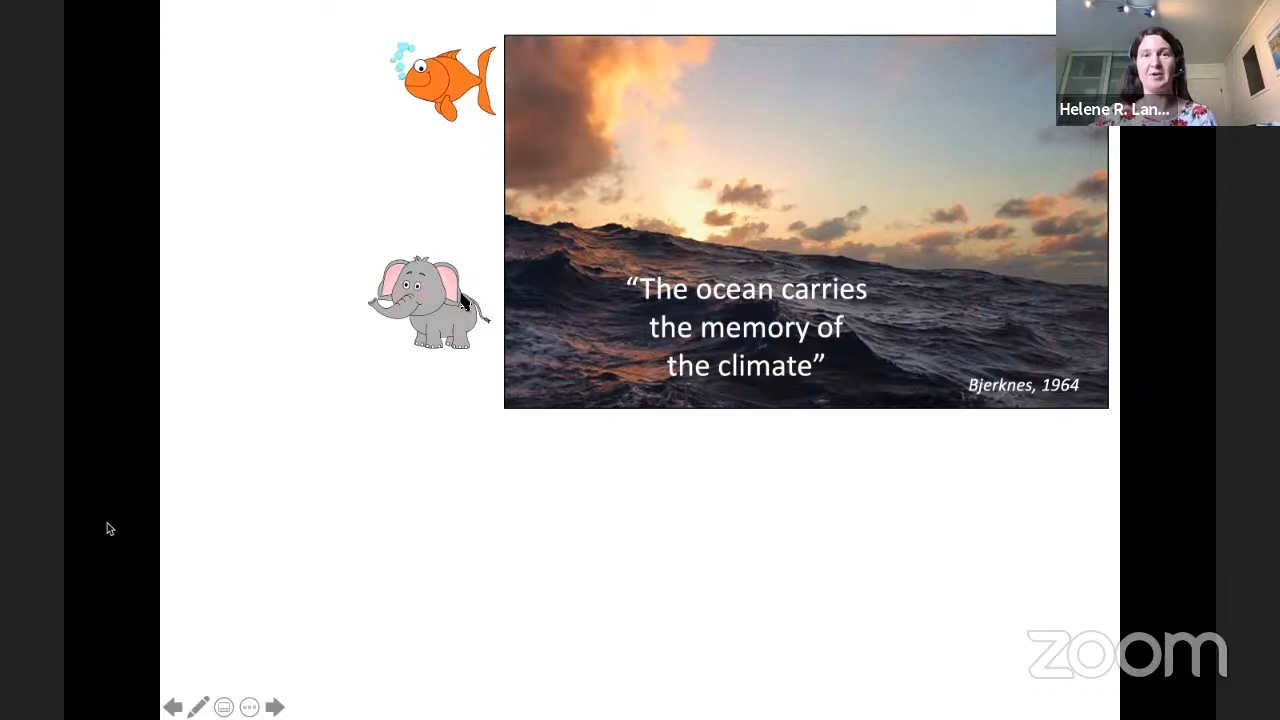 Helene R. Lan...
“The ocean carries
the memory of
the climate”
Bjerknes, 1964
zoom